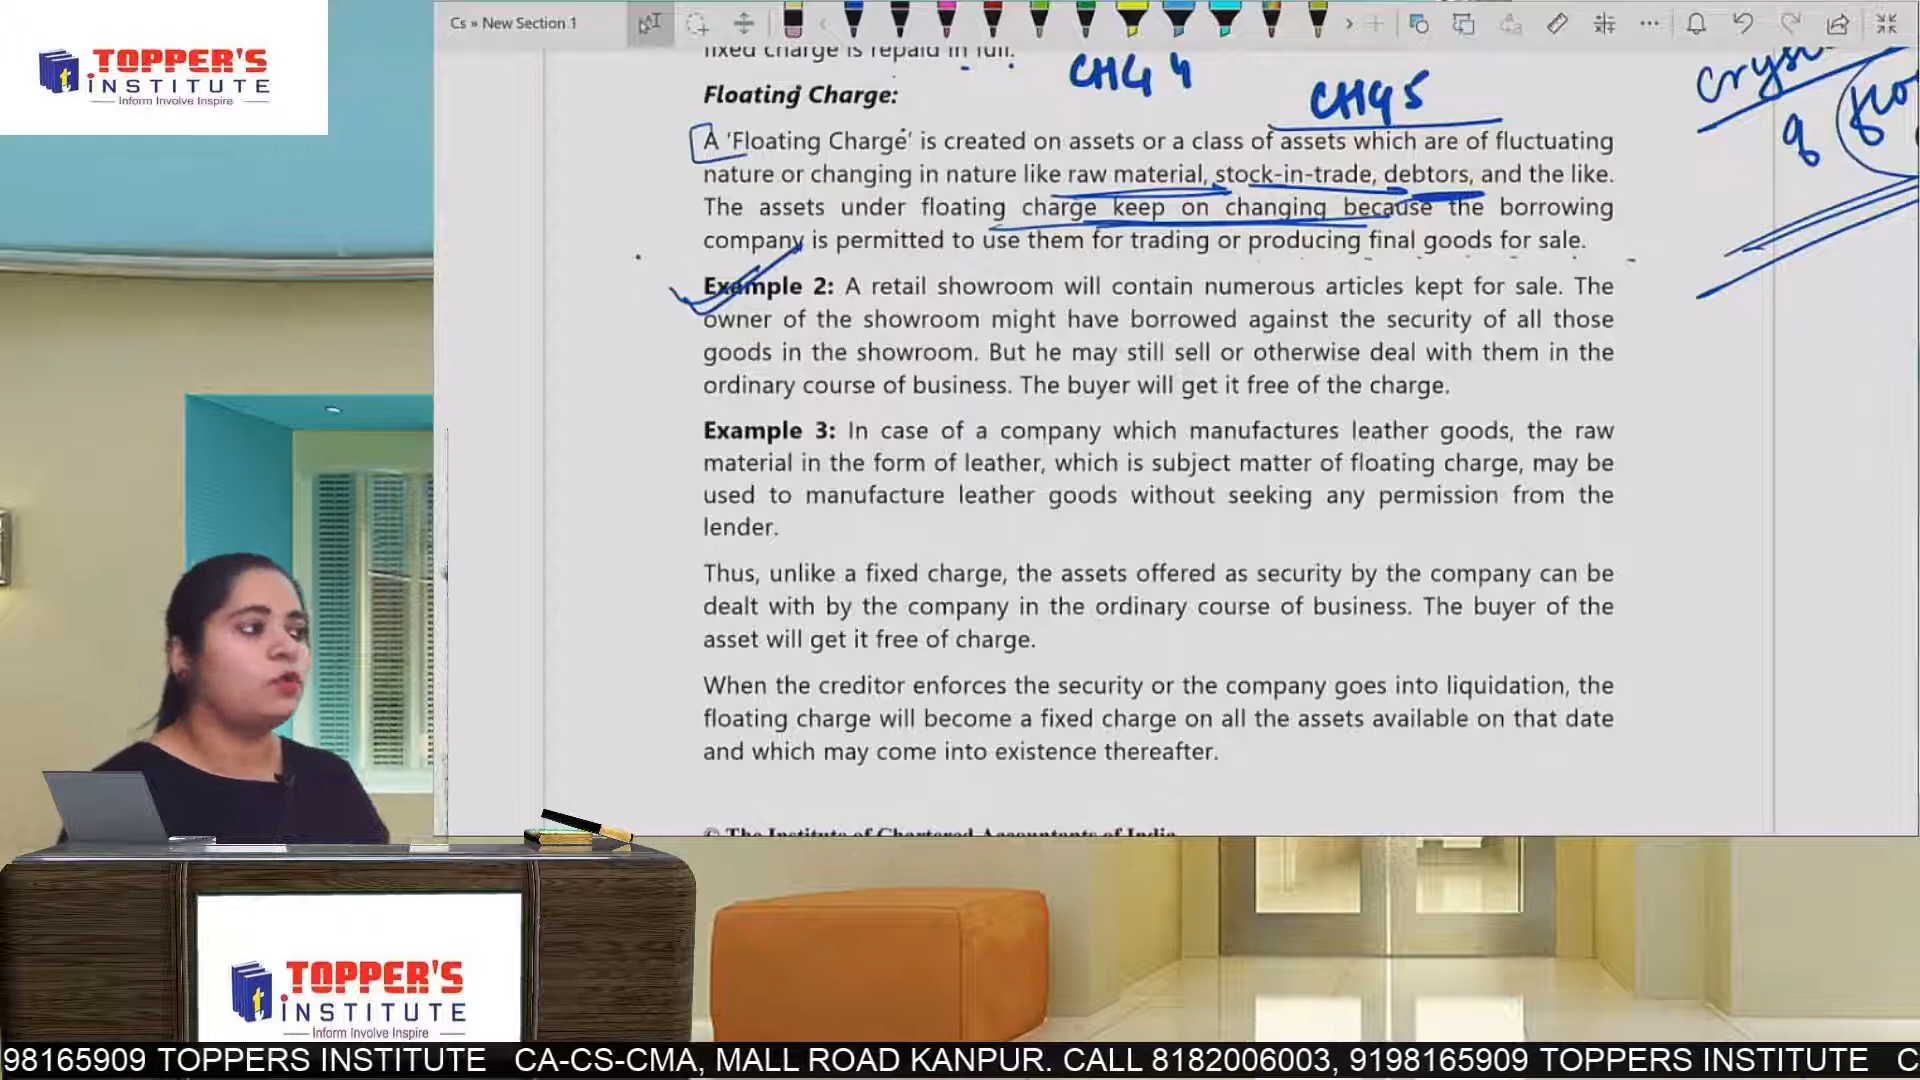 Cs » New Section 1
TOPPER'S
INSTITUTE
Inform Involve Inspire
fixed charge is repaid in full.
CHG 4
CHG 5
Floating Charge:
A 'Floating Charge' is created on assets or a class of assets which are of fluctuating
nature or changing in nature like raw material, stock-in-trade, debtors, and the like.
The assets under floating charge keep on changing because the borrowing
company is permitted to use them for trading or producing final goods for sale.
Example 2: A retail showroom will contain numerous articles kept for sale. The
owner of the showroom might have borrowed against the security of all those
goods in the showroom. But he may still sell or otherwise deal with them in the
ordinary course of business. The buyer will get it free of the charge.
Example 3: In case of a company which manufactures leather goods, the raw
material in the form of leather, which is subject matter of floating charge, may be
used to manufacture leather goods without seeking any permission from the
lender.
Thus, unlike a fixed charge, the assets offered as security by the company can be
dealt with by the company in the ordinary course of business. The buyer of the
asset will get it free of charge.
When the creditor enforces the security or the company goes into liquidation, the
floating charge will become a fixed charge on all the assets available on that date
and which may come into existence thereafter.
© The Institute of Chartered Accountants of India
TOPPER'S
INSTITUTE
Inform Involve Inspire
98165909 TOPPERS INSTITUTE CA-CS-CMA, MALL ROAD KANPUR. CALL 8182006003, 9198165909 TOPPERS INSTITUTE C